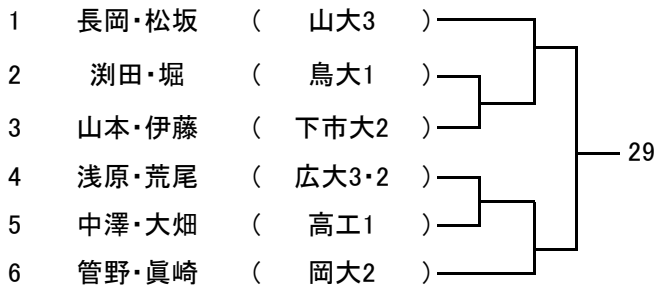 1 長岡・松坂 ( 山大3 )
2 渕田・堀 ( 鳥大1 )
3 山本・伊藤 ( 下市大2 )
29
4 浅原・荒尾 ( 広大3・2 )
5 中澤・大畑 ( 高工1 )
6 管野・眞崎 ( 岡大2 )